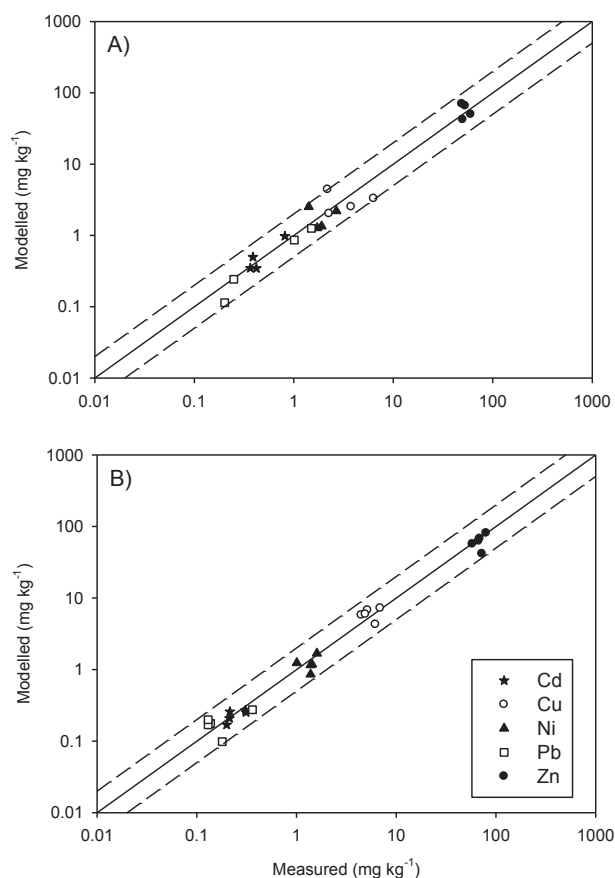 A)
1000
100
10
1
0.1
0.01
Modelled (mg kg⁻¹)
0.01 0.1 1 10 100 1000
B)
1000
100
10
1
0.1
0.01
Modelled (mg kg⁻¹)
Cd
Cu
Ni
Pb
Zn
0.01 0.1 1 10 100 1000
Measured (mg kg⁻¹)